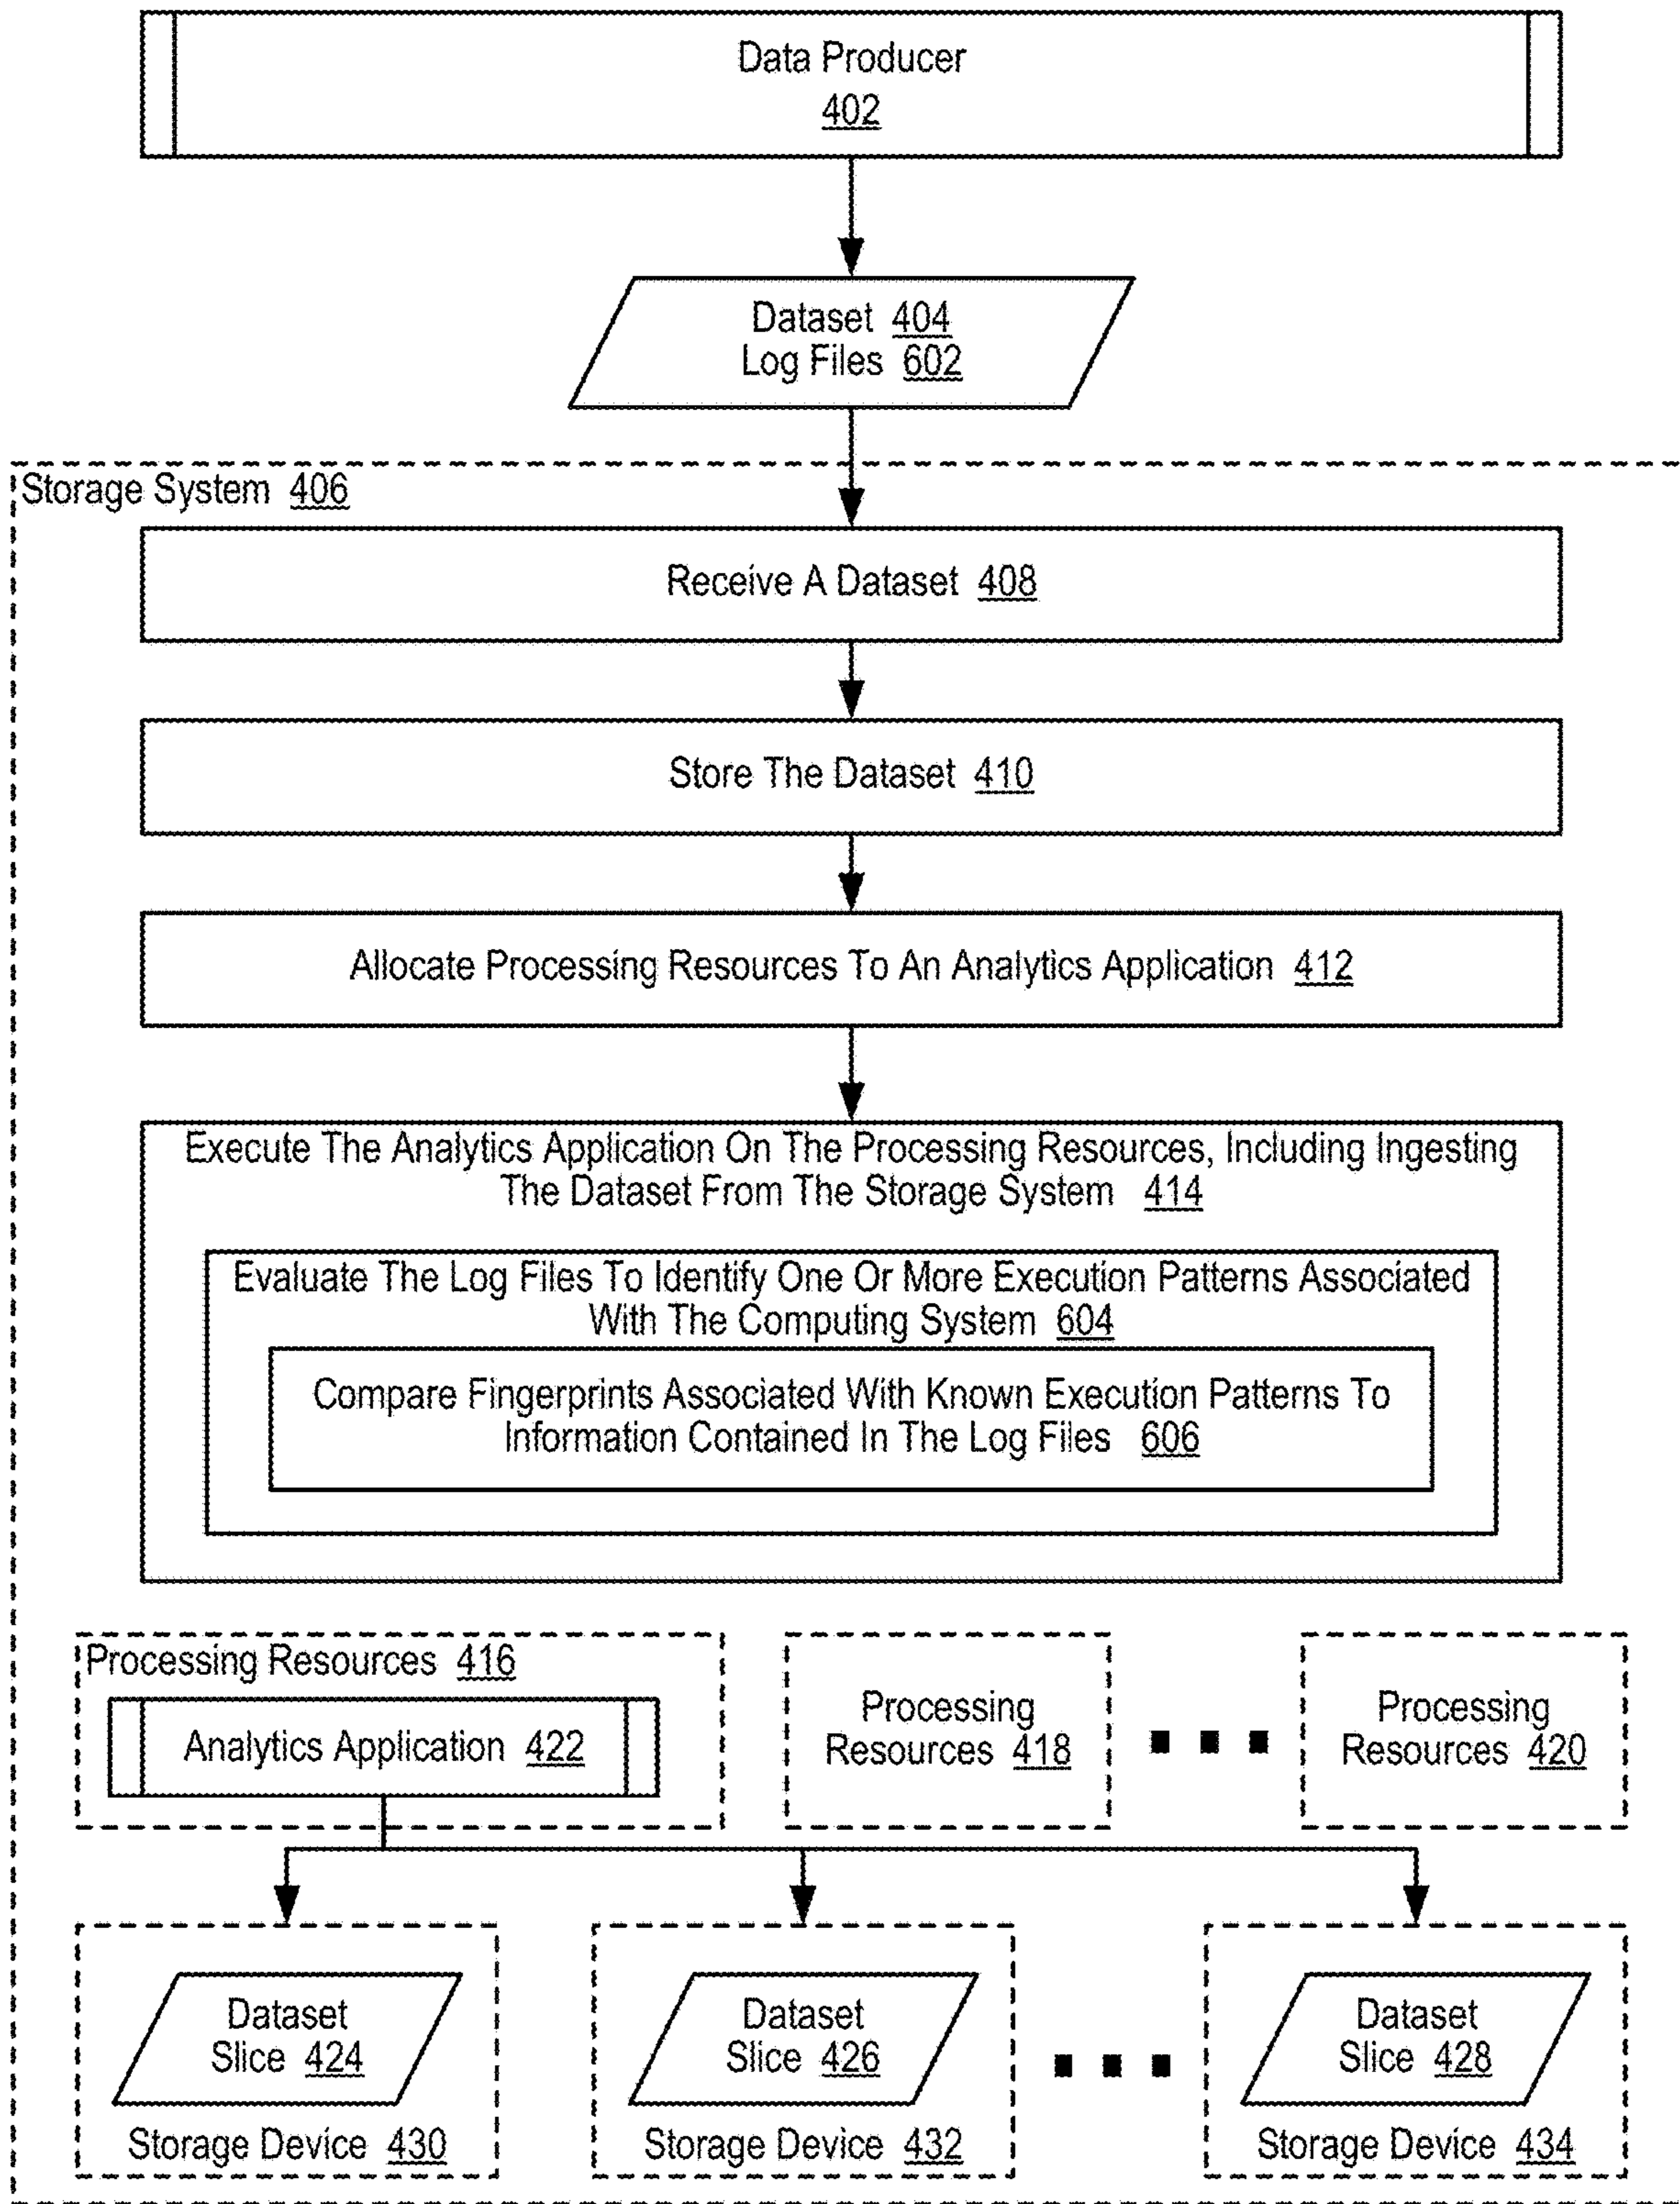 Data Producer
402
Dataset 404
Log Files 602
Storage System 406
Receive A Dataset 408
Store The Dataset 410
Allocate Processing Resources To An Analytics Application 412
Execute The Analytics Application On The Processing Resources, Including Ingesting
The Dataset From The Storage System 414
Evaluate The Log Files To Identify One Or More Execution Patterns Associated
With The Computing System 604
Compare Fingerprints Associated With Known Execution Patterns To
Information Contained In The Log Files 606
Processing Resources 416
Analytics Application 422
Processing
Resources 418
Processing
Resources 420
Dataset
Slice 424
Storage Device 430
Dataset
Slice 426
Storage Device 432
Dataset
Slice 428
Storage Device 434